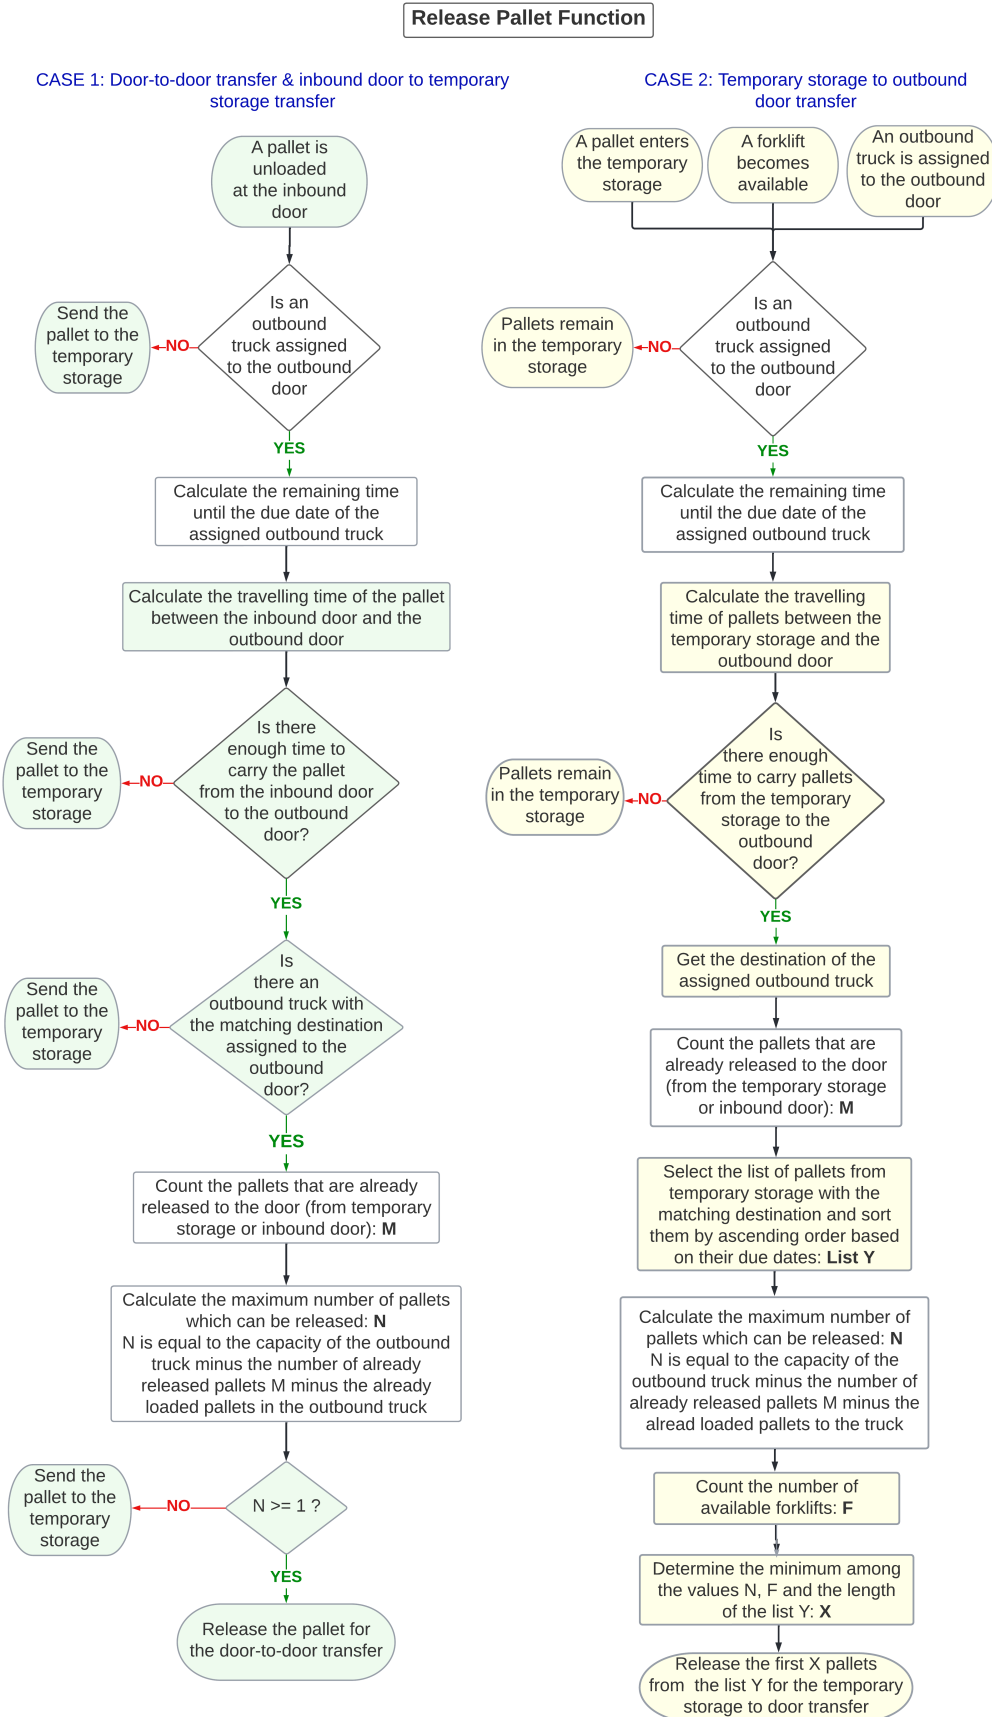 Release Pallet Function
CASE 1: Door-to-door transfer & inbound door to temporary
storage transfer
A pallet is
unloaded
at the inbound
door
Is an
outbound
truck assigned
to the outbound
door
NO
Send the
pallet to the
temporary
storage
YES
Calculate the remaining time
until the due date of the
assigned outbound truck
Calculate the travelling time of the pallet
between the inbound door and the
outbound door
Is there
enough time to
carry the pallet
from the inbound door
to the outbound
door?
NO
Send the
pallet to the
temporary
storage
YES
Is
there an
outbound truck with
the matching destination
assigned to the
outbound
door?
NO
Send the
pallet to the
temporary
storage
YES
Count the pallets that are already
released to the door (from temporary
storage or inbound door): M
Calculate the maximum number of pallets
which can be released: N
N is equal to the capacity of the outbound
truck minus the number of already
released pallets M minus the already
loaded pallets in the outbound truck
N >= 1 ?
NO
Send the
pallet to the
temporary
storage
YES
Release the pallet for
the door-to-door transfer
CASE 2: Temporary storage to outbound
door transfer
A pallet enters
the temporary
storage
A forklift
becomes
available
An outbound
truck is assigned
to the outbound
door
Is an
outbound
truck assigned
to the outbound
door
NO
Pallets remain
in the temporary
storage
YES
Calculate the remaining time
until the due date of the
assigned outbound truck
Calculate the travelling
time of pallets between the
temporary storage and the
outbound door
Is
there enough
time to carry pallets
from the temporary
storage to the
outbound
door?
NO
Pallets remain
in the temporary
storage
YES
Get the destination of the
assigned outbound truck
Count the pallets that are
already released to the door
(from the temporary storage
or inbound door): M
Select the list of pallets from
temporary storage with the
matching destination and sort
them by ascending order based
on their due dates: List Y
Calculate the maximum number of
pallets which can be released: N
N is equal to the capacity of the
outbound truck minus the number of
already released pallets M minus the
alread loaded pallets to the truck
Count the number of
available forklifts: F
Determine the minimum among
the values N, F and the length
of the list Y: X
Release the first X pallets
from the list Y for the temporary
storage to door transfer